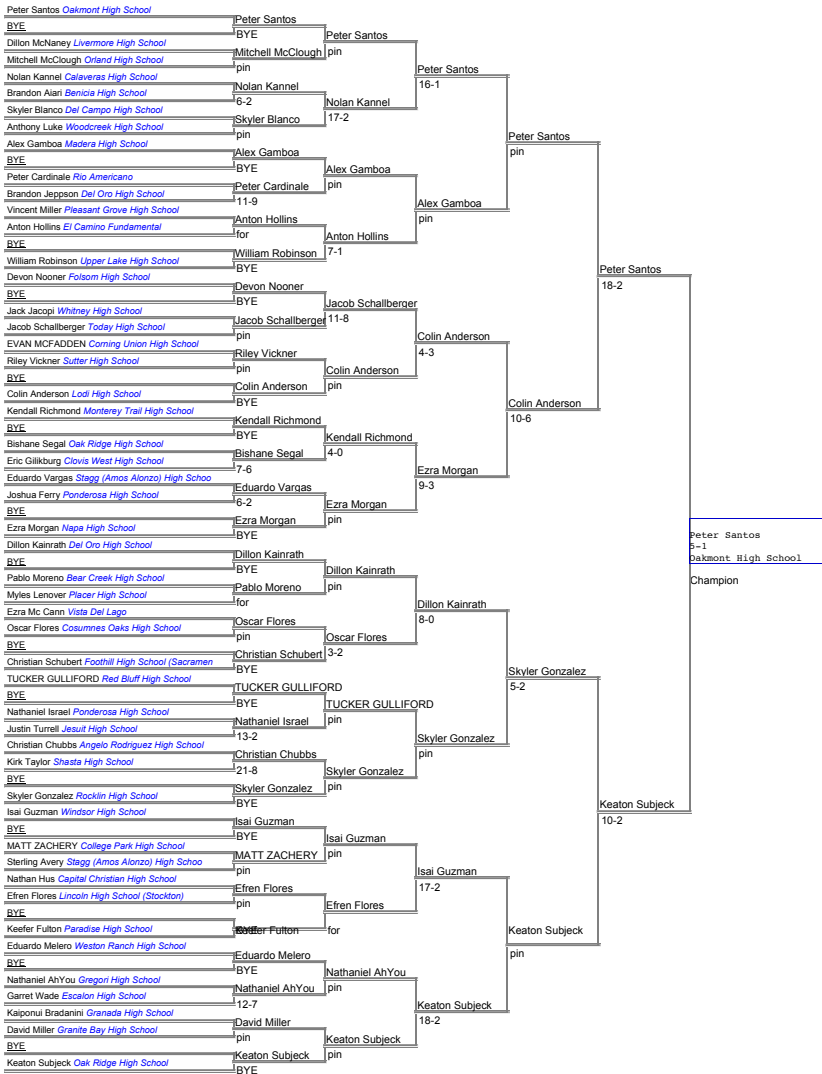 Peter Santos Oakmont High School
BYE
Dillon McNaney Livermore High School
Mitchell McClough Orland High School
Nolan Kannel Calaveras High School
Brandon Aiari Benicia High School
Skyler Blanco Del Campo High School
Anthony Luke Woodcreek High School
Alex Gamboa Madera High School
BYE
Peter Cardinale Rio Americano
Brandon Jeppson Del Oro High School
Vincent Miller Pleasant Grove High School
Anton Hollins El Camino Fundamental
BYE
William Robinson Upper Lake High School
Devon Nooner Folsom High School
BYE
Jack Jacopi Whitney High School
Jacob Schallberger Today High School
EVAN MCFADDEN Corning Union High School
Riley Vickner Sutter High School
BYE
Colin Anderson Lodi High School
Kendall Richmond Monterey Trail High School
BYE
Bishane Segal Oak Ridge High School
Eric Gilikburg Clovis West High School
Eduardo Vargas Stagg (Amos Alonzo) High Schoo
Joshua Ferry Ponderosa High School
BYE
Ezra Morgan Napa High School
Dillon Kainrath Del Oro High School
BYE
Pablo Moreno Bear Creek High School
Myles Lenover Placer High School
Ezra Mc Cann Vista Del Lago
Oscar Flores Cosumnes Oaks High School
BYE
Christian Schubert Foothill High School (Sacramen
TUCKER GULLIFORD Red Bluff High School
BYE
Nathaniel Israel Ponderosa High School
Justin Turrell Jesuit High School
Christian Chubbs Angelo Rodriguez High School
Kirk Taylor Shasta High School
BYE
Skyler Gonzalez Rocklin High School
Isai Guzman Windsor High School
BYE
MATT ZACHERY College Park High School
Sterling Avery Stagg (Amos Alonzo) High Schoo
Nathan Hus Capital Christian High School
Efren Flores Lincoln High School (Stockton)
BYE
Keefer Fulton Paradise High School
Eduardo Melero Weston Ranch High School
BYE
Nathaniel AhYou Gregori High School
Garret Wade Escalon High School
Kaiponui Bradanini Granada High School
David Miller Granite Bay High School
BYE
Keaton Subjeck Oak Ridge High School
Peter Santos
BYE
Mitchell McClough
pin
Nolan Kannel
6-2
Skyler Blanco
pin
Alex Gamboa
BYE
Peter Cardinale
11-9
Anton Hollins
for
William Robinson
BYE
Devon Nooner
BYE
Jacob Schallberger
pin
Riley Vickner
pin
Colin Anderson
BYE
Kendall Richmond
BYE
Bishane Segal
7-6
Eduardo Vargas
6-2
Ezra Morgan
BYE
Dillon Kainrath
BYE
Pablo Moreno
for
Oscar Flores
pin
Christian Schubert
BYE
TUCKER GULLIFORD
BYE
Nathaniel Israel
13-2
Christian Chubbs
21-8
Skyler Gonzalez
BYE
Isai Guzman
BYE
MATT ZACHERY
pin
Efren Flores
pin
Keefer Fulton
Eduardo Melero
BYE
Nathaniel AhYou
12-7
David Miller
pin
Keaton Subjeck
BYE
Peter Santos
pin
Nolan Kannel
17-2
Alex Gamboa
pin
Anton Hollins
7-1
Jacob Schallberger
11-8
Colin Anderson
pin
Kendall Richmond
4-0
Ezra Morgan
pin
Dillon Kainrath
pin
Oscar Flores
3-2
TUCKER GULLIFORD
pin
Skyler Gonzalez
pin
Isai Guzman
pin
Efren Flores
for
Nathaniel AhYou
pin
Keaton Subjeck
pin
Peter Santos
16-1
Alex Gamboa
pin
Colin Anderson
4-3
Ezra Morgan
9-3
Dillon Kainrath
8-0
Skyler Gonzalez
pin
Isai Guzman
17-2
Keaton Subjeck
18-2
Peter Santos
pin
Colin Anderson
10-6
Skyler Gonzalez
5-2
Keaton Subjeck
pin
Peter Santos
18-2
Keaton Subjeck
10-2
Peter Santos
5-1
Oakmont High School
Champion